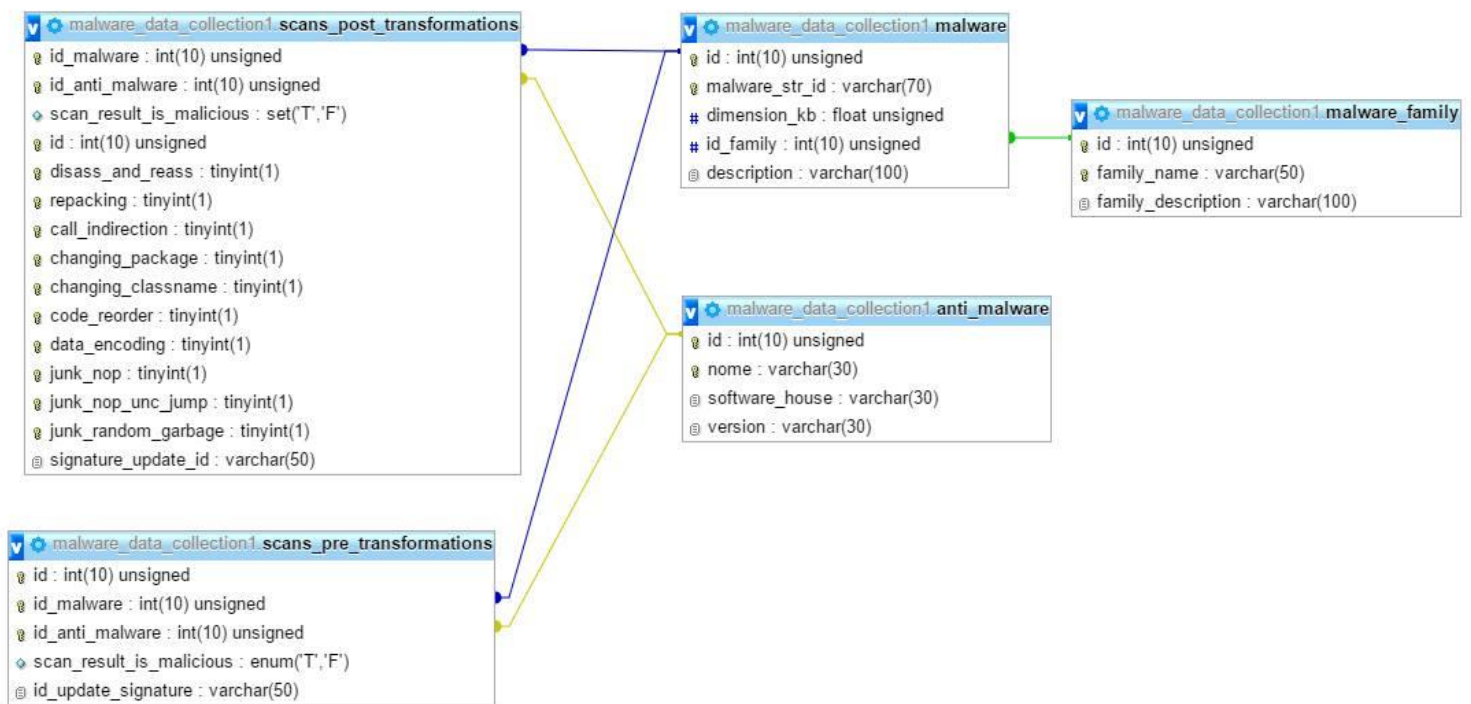 malware_data_collection1.scans_post_transformations
id_malware : int(10) unsigned
id_anti_malware : int(10) unsigned
scan_result_is_malicious : set('T','F')
id : int(10) unsigned
disass_and_reass : tinyint(1)
repacking : tinyint(1)
call_indirection : tinyint(1)
changing_package : tinyint(1)
changing_classname : tinyint(1)
code_reorder : tinyint(1)
data_encoding : tinyint(1)
junk_nop : tinyint(1)
junk_nop_unc_jump : tinyint(1)
junk_random_garbage : tinyint(1)
signature_update_id : varchar(50)
malware_data_collection1.malware
id : int(10) unsigned
malware_str_id : varchar(70)
# dimension_kb : float unsigned
# id_family : int(10) unsigned
description : varchar(100)
malware_data_collection1.malware_family
id : int(10) unsigned
family_name : varchar(50)
family_description : varchar(100)
malware_data_collection1.anti_malware
id : int(10) unsigned
nome : varchar(30)
software_house : varchar(30)
version : varchar(30)
malware_data_collection1.scans_pre_transformations
id : int(10) unsigned
id_malware : int(10) unsigned
id_anti_malware : int(10) unsigned
scan_result_is_malicious : enum('T','F')
id_update_signature : varchar(50)